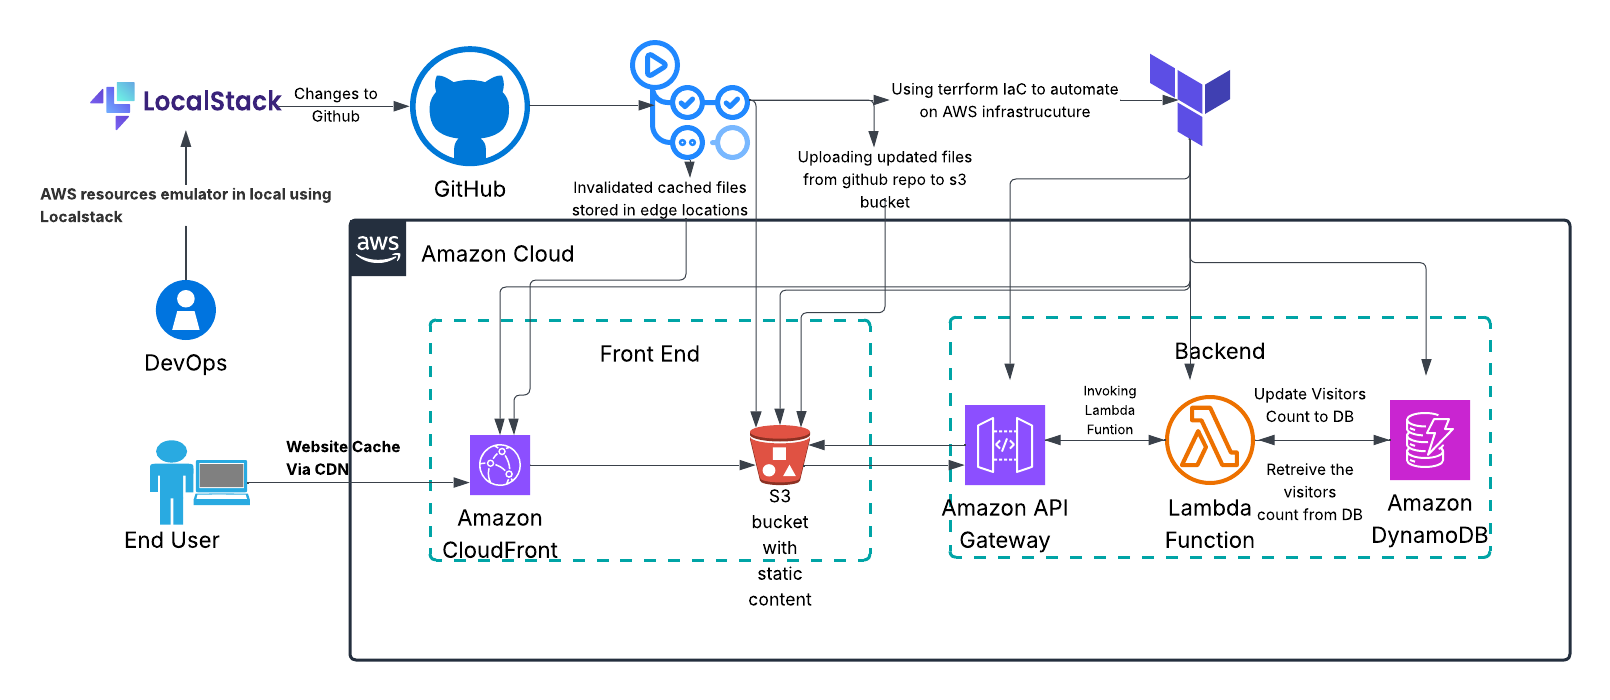 LocalStack
Changes to
Github
GitHub
AWS resources emulator in local using
Localstack
DevOps
Invalidated cached files
stored in edge locations
Uploading updated files
from github repo to s3
bucket
Using terrform IaC to automate
on AWS infrastrucuture
aws
Amazon Cloud
Front End
Backend
Website Cache
Via CDN
End User
Amazon
CloudFront
S3
bucket
with
static
content
Amazon API
Gateway
Invoking
Lambda
Funtion
Lambda
Function
Update Visitors
Count to DB
Retreive the
visitors
count from DB
Amazon
DynamoDB